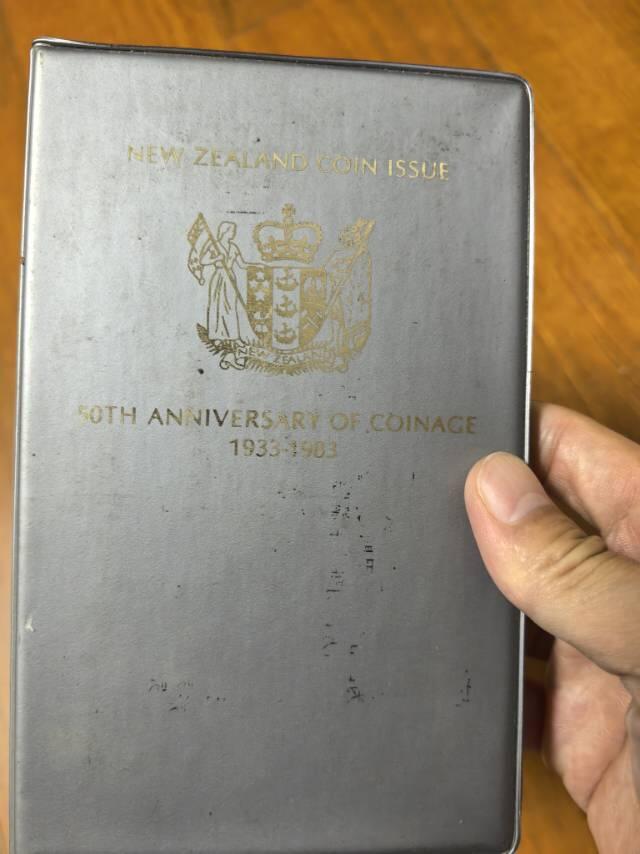 NEW ZEALAND COIN ISSUE
NEW ZEALAND
50TH ANNIVERSARY OF COINAGE
1933-1983